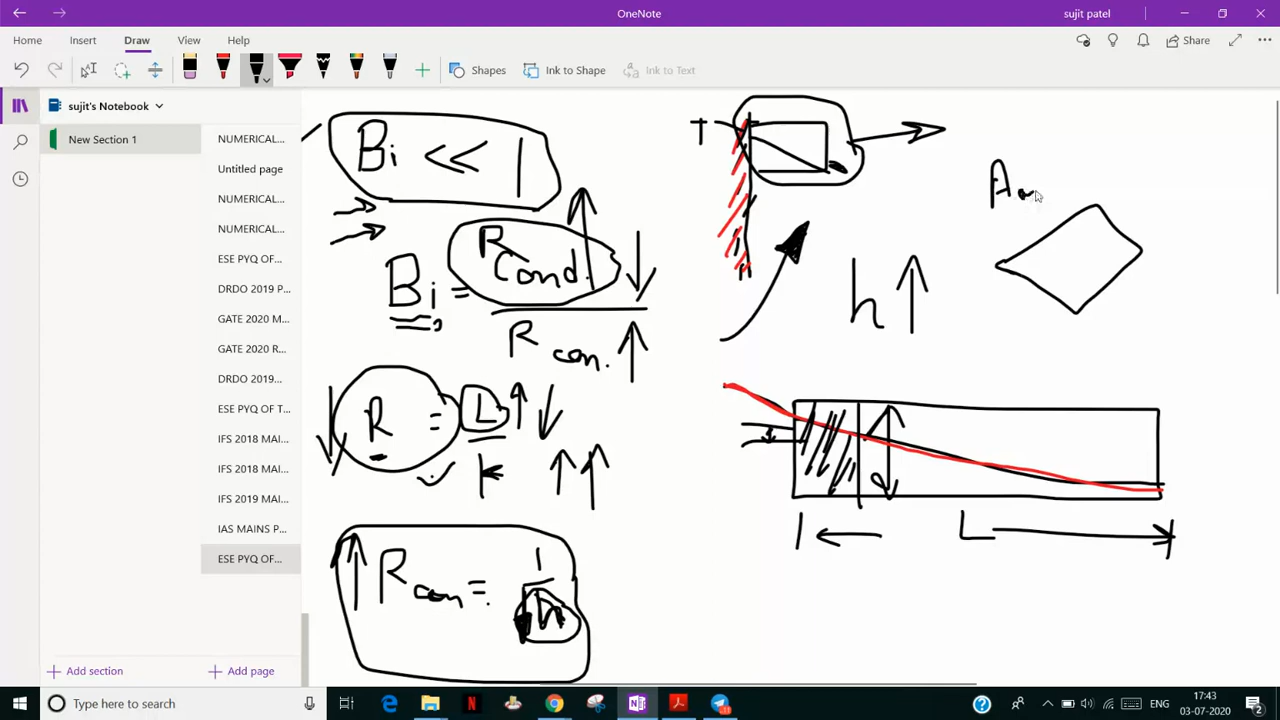 OneNote
sujit patel
Home
Insert
Draw
View
Help
Share
Shapes
Ink to Shape
Ink to Text
sujit's Notebook
New Section 1
NUMERICAL...
Untitled page
NUMERICAL...
NUMERICAL...
ESE PYQ OF...
DRDO 2019 P...
GATE 2020 M...
GATE 2020 R...
DRDO 2019...
ESE PYQ OF T...
IFS 2018 MAI...
IFS 2018 MAI...
IFS 2019 MAI...
IAS MAINS P...
ESE PYQ OF...
Add section
Add page
Bi << 1
Bi = R Cond.
R con.
R = L
k
R con = 1
h
T
h
A
L
Type here to search
ENG
17:43
03-07-2020
2